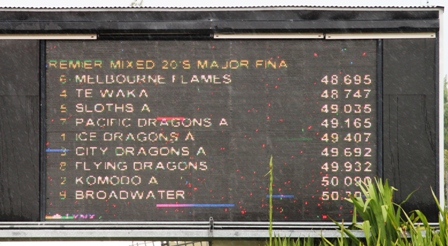 REMIER MIXED 20'S MAJOR FINA
6 MELBOURNE FLAMES 48.695
4 TE WAKA 48.747
5 SLOTHS A 49.035
7 PACIFIC DRAGONS A 49.165
1 ICE DRAGONS A 49.407
3 CITY DRAGONS A 49.692
8 FLYING DRAGONS 49.932
2 KOMODO A 50.090
9 BROADWATER
LYNX